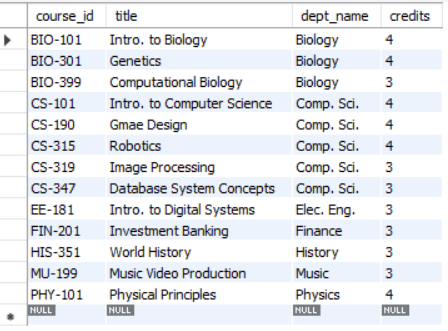 course_id title dept_name credits
BIO-101 Intro. to Biology Biology 4
BIO-301 Genetics Biology 4
BIO-399 Computational Biology Biology 3
CS-101 Intro. to Computer Science Comp. Sci. 4
CS-190 Gmae Design Comp. Sci. 4
CS-315 Robotics Comp. Sci. 4
CS-319 Image Processing Comp. Sci. 3
CS-347 Database System Concepts Comp. Sci. 3
EE-181 Intro. to Digital Systems Elec. Eng. 3
FIN-201 Investment Banking Finance 3
HIS-351 World History History 3
MU-199 Music Video Production Music 3
PHY-101 Physical Principles Physics 4
NULL NULL NULL NULL